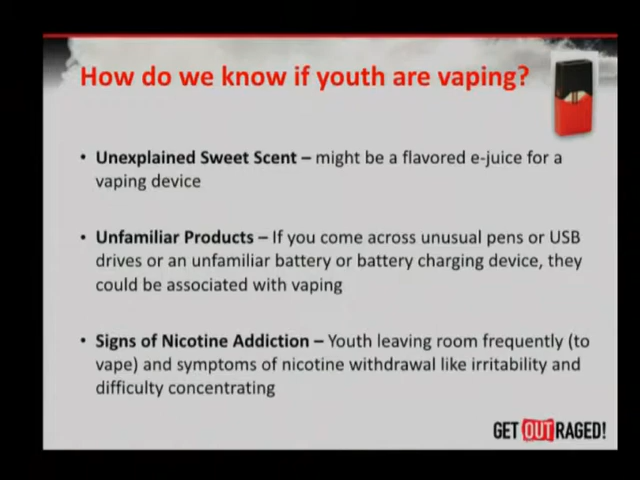 How do we know if youth are vaping?
• Unexplained Sweet Scent – might be a flavored e-juice for a
vaping device
• Unfamiliar Products – If you come across unusual pens or USB
drives or an unfamiliar battery or battery charging device, they
could be associated with vaping
• Signs of Nicotine Addiction – Youth leaving room frequently (to
vape) and symptoms of nicotine withdrawal like irritability and
difficulty concentrating
GET OUTRAGED!